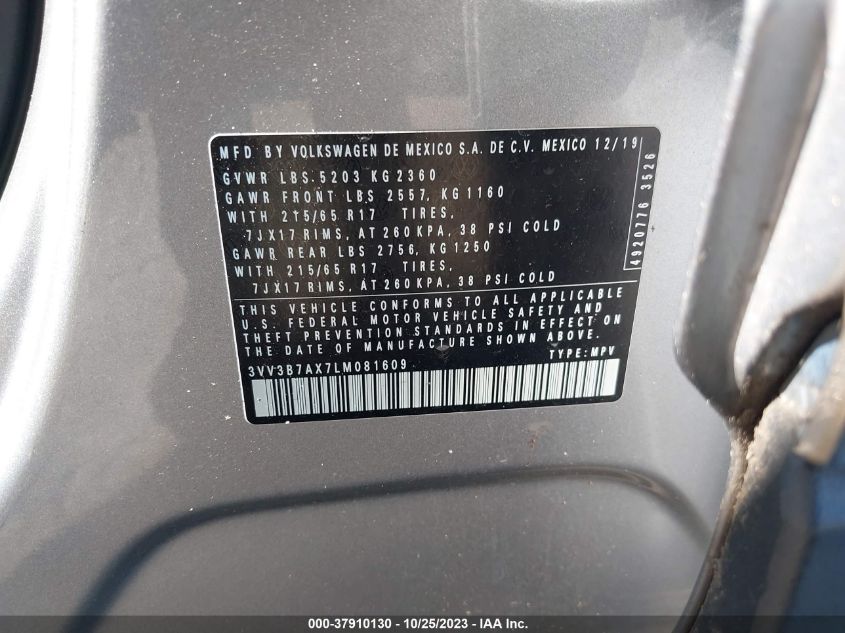 MFD BY VOLKSWAGEN DE MEXICO S.A. DE C.V. MEXICO 12/19
GVWR LBS.5203 KG 2360
GAWR FRONT LBS 2557, KG 1160
WITH 215/65 R17 TIRES,
7JX17 RIMS, AT 260 KPA, 38 PSI COLD
GAWR REAR LBS 2756, KG 1250
WITH 215/65 R17 TIRES,
7JX17 RIMS, AT 260 KPA, 38 PSI COLD
4920776 3526
THIS VEHICLE CONFORMS TO ALL APPLICABLE
U.S. FEDERAL MOTOR VEHICLE SAFETY AND
THEFT PREVENTION STANDARDS IN EFFECT ON
THE DATE OF MANUFACTURE SHOWN ABOVE.
3VV3B7AX7LM081609 TYPE: MPV
000-37910130 - 10/25/2023 - IAA Inc.